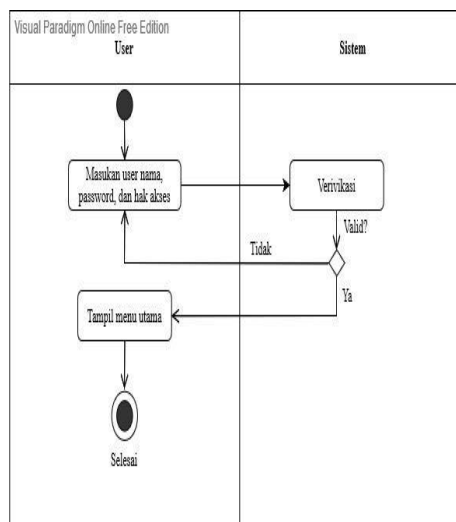 Visual Paradigm Online Free Edition
User
Sistem
Masukan user nama,
password, dan hak akses
Verivikasi
Valid?
Tidak
Ya
Tampil menu utama
Selesai